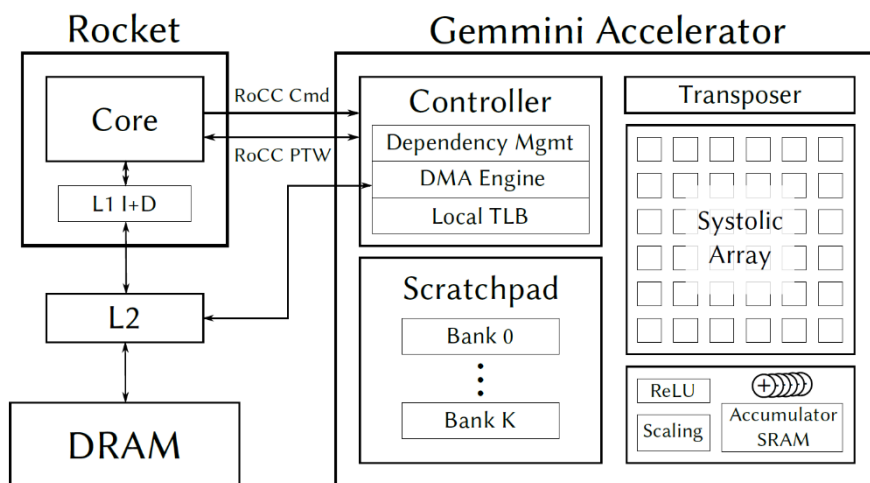 Rocket
Core
L1 I+D
L2
DRAM
RoCC Cmd
RoCC PTW
Gemmini Accelerator
Controller
Dependency Mgmt
DMA Engine
Local TLB
Scratchpad
Bank 0
Bank K
Transposer
Systolic
Array
ReLU
+
Scaling
Accumulator
SRAM